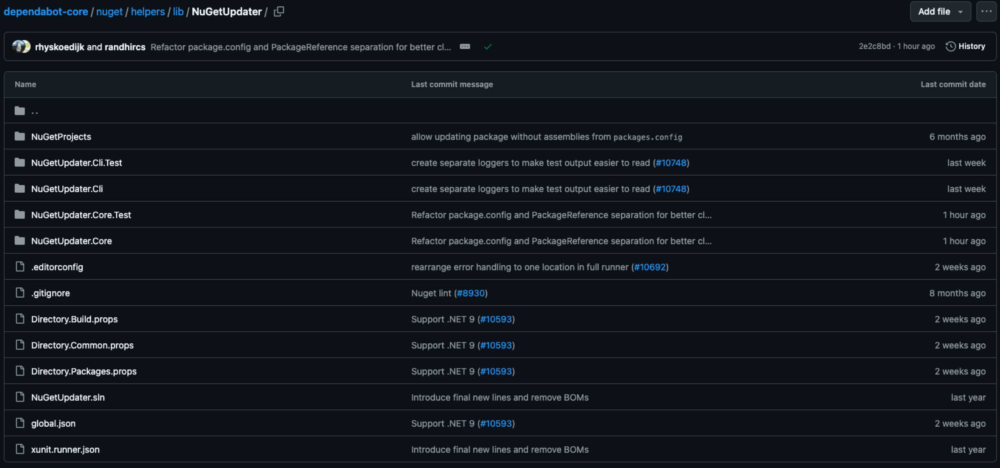 dependabot-core / nuget / helpers / lib / NuGetUpdater /
Add file
rhyskoedijk and randhircs Refactor package.config and PackageReference separation for better cl...
2e2c8bd · 1 hour ago History
Name Last commit message Last commit date
..
NuGetProjects allow updating package without assemblies from packages.config 6 months ago
NuGetUpdater.Cli.Test create separate loggers to make test output easier to read (#10748) last week
NuGetUpdater.Cli create separate loggers to make test output easier to read (#10748) last week
NuGetUpdater.Core.Test Refactor package.config and PackageReference separation for better cl... 1 hour ago
NuGetUpdater.Core Refactor package.config and PackageReference separation for better cl... 1 hour ago
.editorconfig rearrange error handling to one location in full runner (#10692) 2 weeks ago
.gitignore Nuget lint (#8930) 8 months ago
Directory.Build.props Support .NET 9 (#10593) 2 weeks ago
Directory.Common.props Support .NET 9 (#10593) 2 weeks ago
Directory.Packages.props Support .NET 9 (#10593) 2 weeks ago
NuGetUpdater.sln Introduce final new lines and remove BOMs last year
global.json Support .NET 9 (#10593) 2 weeks ago
xunit.runner.json Introduce final new lines and remove BOMs last year